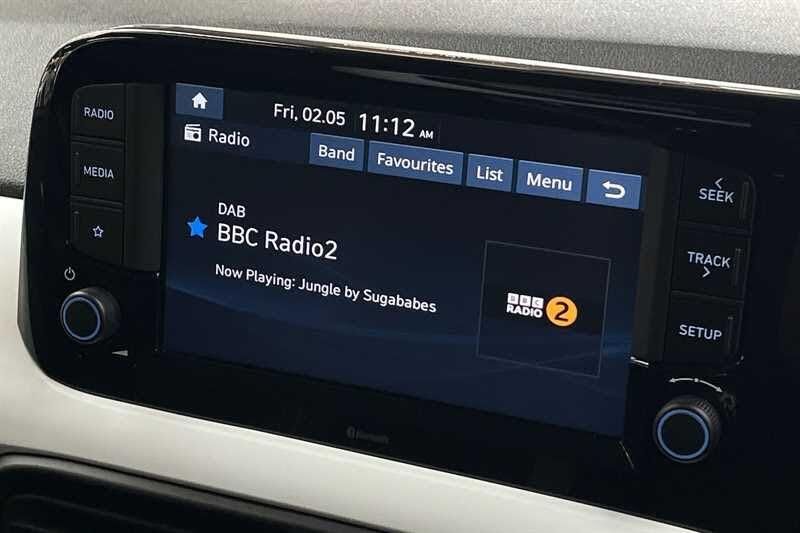 RADIO
MEDIA
Fri, 02.05 11:12 AM
Radio
Band Favourites List Menu
DAB
BBC Radio2
Now Playing: Jungle by Sugababes
BBC
RADIO 2
SEEK
TRACK
SETUP
Bluetooth